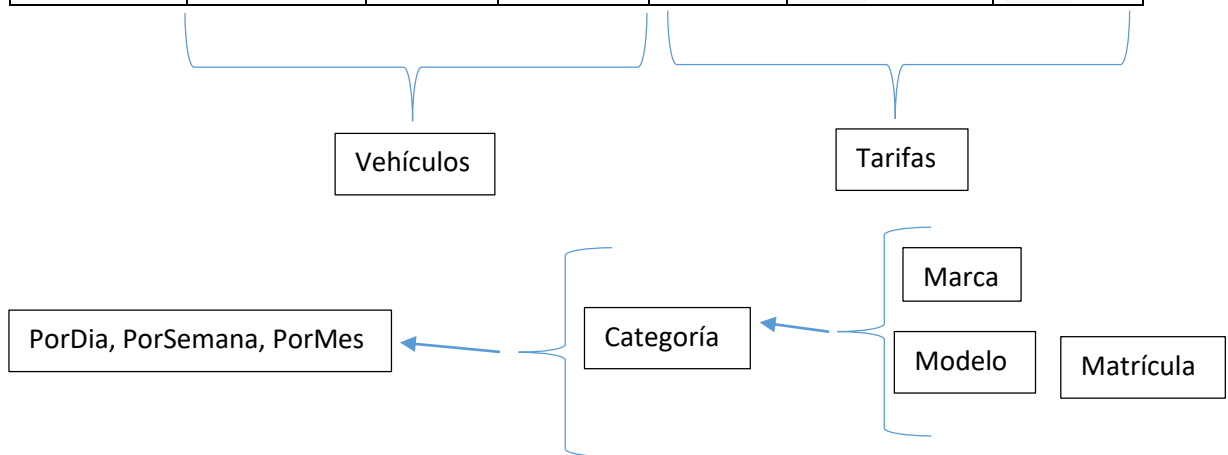 Vehículos
Tarifas
Marca
PorDia, PorSemana, PorMes
Categoría
Modelo
Matrícula